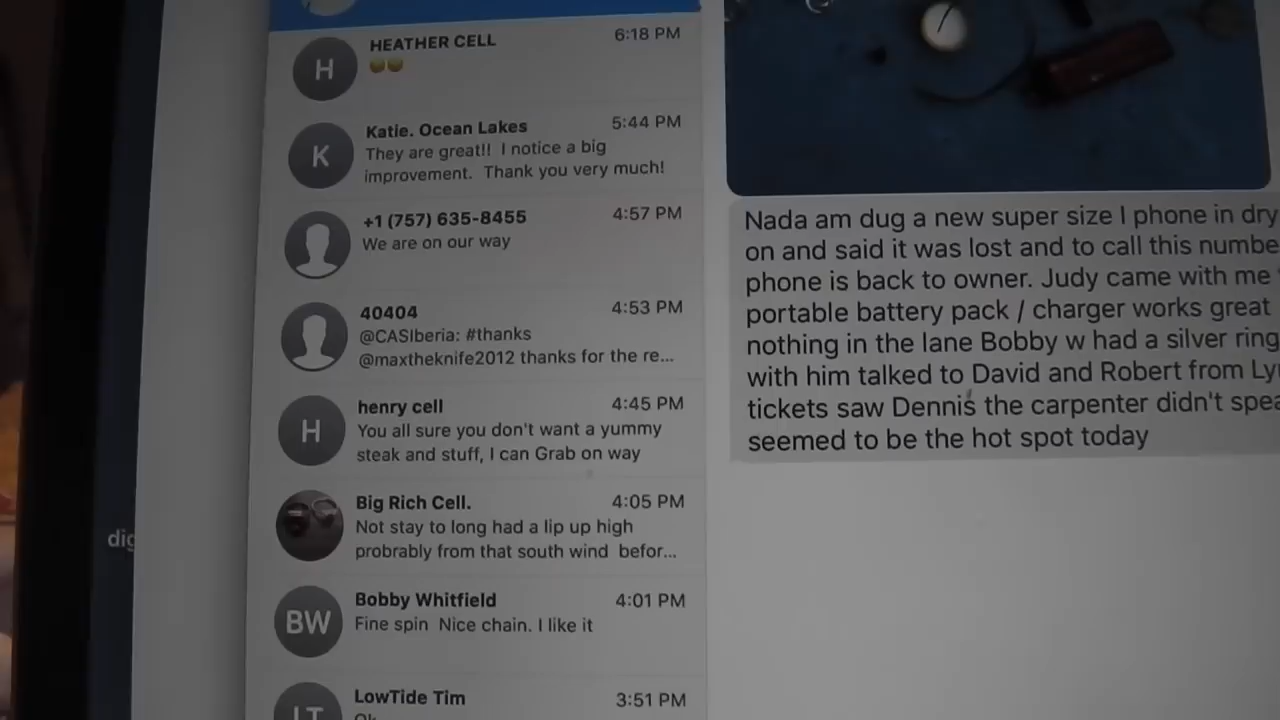 HEATHER CELL
6:18 PM
H
Katie. Ocean Lakes
5:44 PM
K
They are great!! I notice a big
improvement. Thank you very much!
+1 (757) 635-8455
4:57 PM
We are on our way
40404
4:53 PM
@CASIberia: #thanks
@maxtheknife2012 thanks for the re...
henry cell
4:45 PM
H
You all sure you don't want a yummy
steak and stuff, I can Grab on way
Big Rich Cell.
4:05 PM
Not stay to long had a lip up high
probrably from that south wind befor...
Bobby Whitfield
4:01 PM
BW
Fine spin Nice chain. I like it
LowTide Tim
3:51 PM
LT
Ok
Nada am dug a new super size I phone in dry
on and said it was lost and to call this numbe
phone is back to owner. Judy came with me
portable battery pack / charger works great
nothing in the lane Bobby w had a silver ring
with him talked to David and Robert from Ly
tickets saw Dennis the carpenter didn't spea
seemed to be the hot spot today
dig